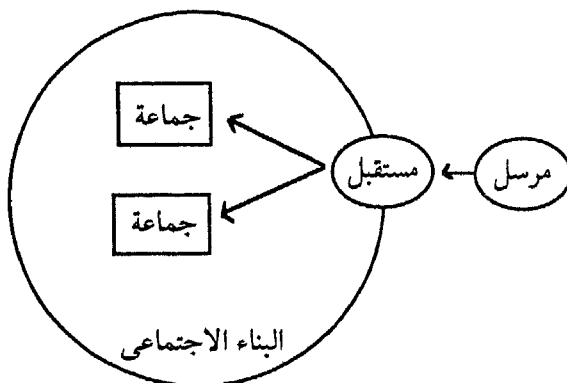 جماعة
مرسل
مستقبل
جماعة
البناء الاجتماعى